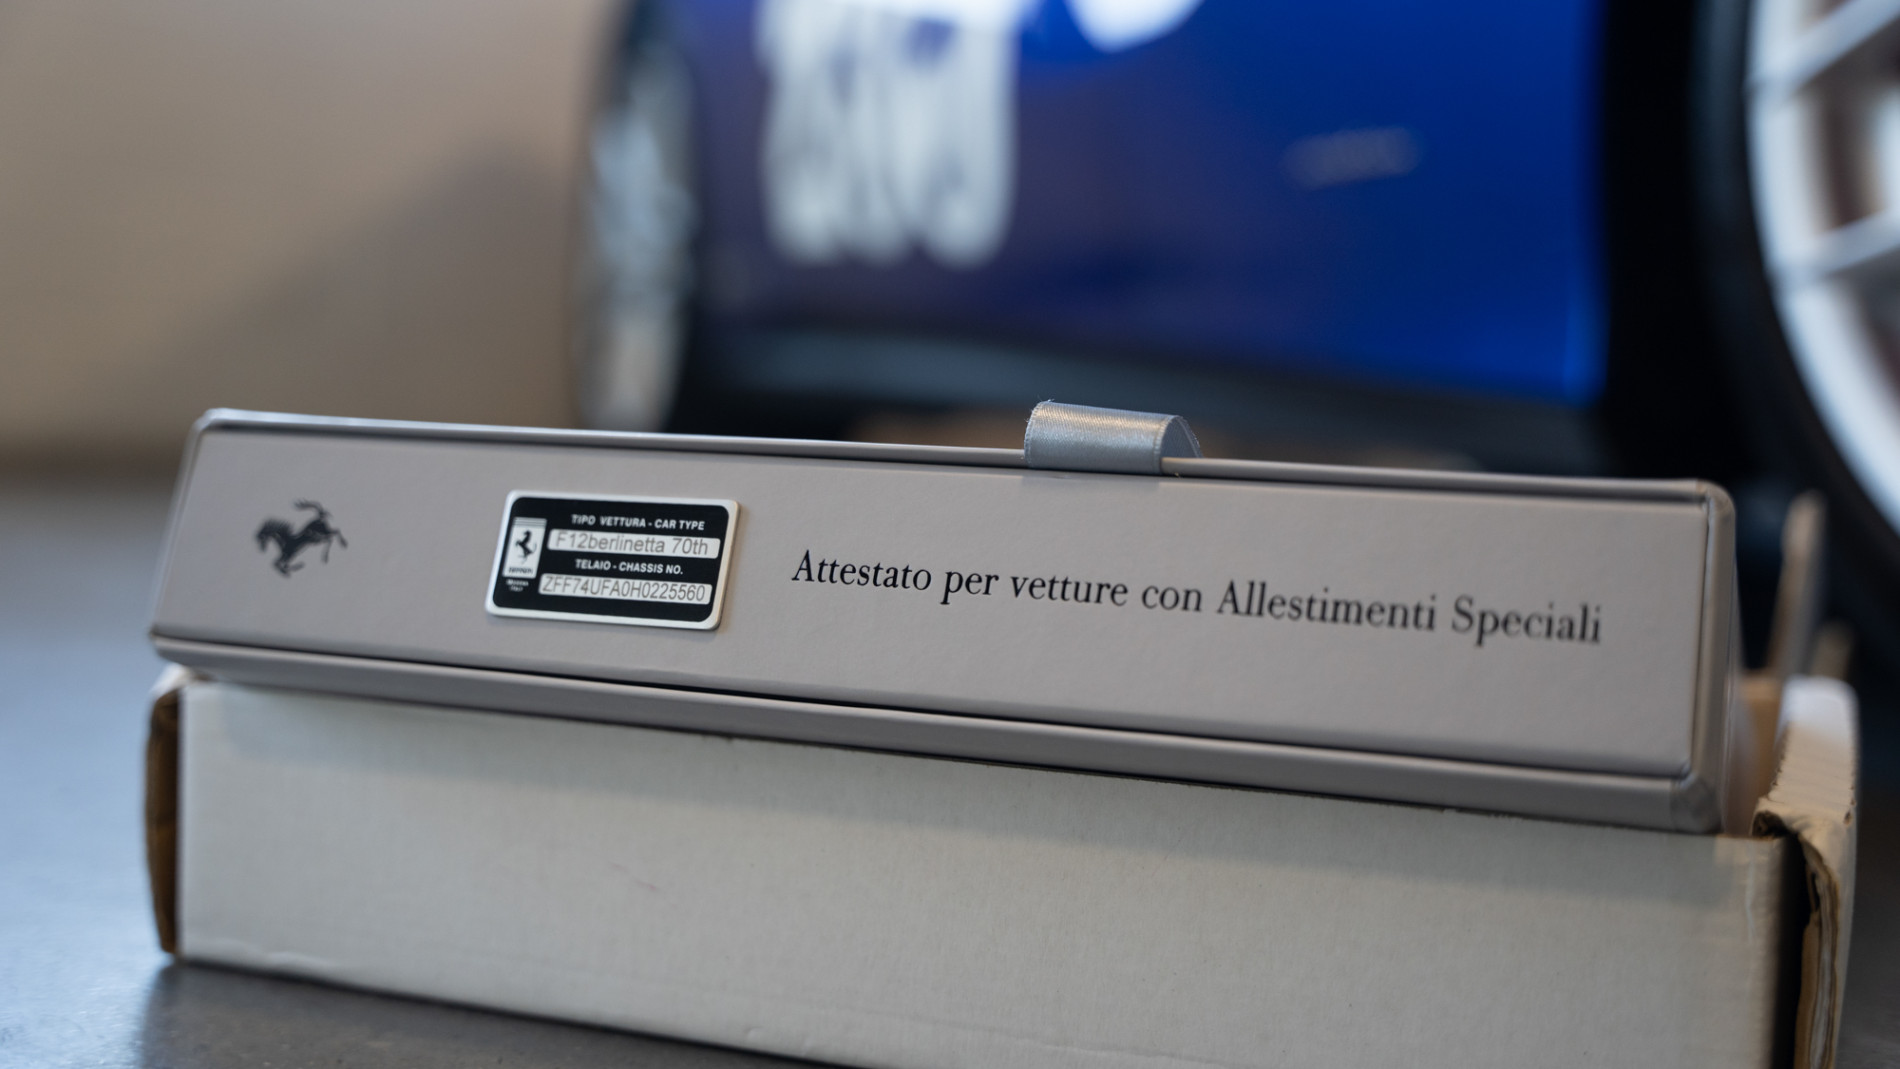 TIPO VETTURA - CAR TYPE
F12berlinetta 70th
TELAIO - CHASSIS NO.
ZFF74UFA0H0225560
Attestato per vetture con Allestimenti Speciali